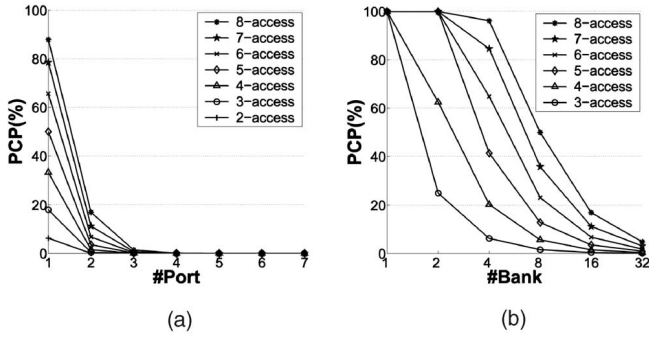 100
80
60
40
20
0
PCP(%)
8-access
7-access
6-access
5-access
4-access
3-access
2-access
1 2 3 4 5 6 7
#Port
(a)
100
80
60
40
20
0
PCP(%)
8-access
7-access
6-access
5-access
4-access
3-access
1 2 4 8 16 32
#Bank
(b)